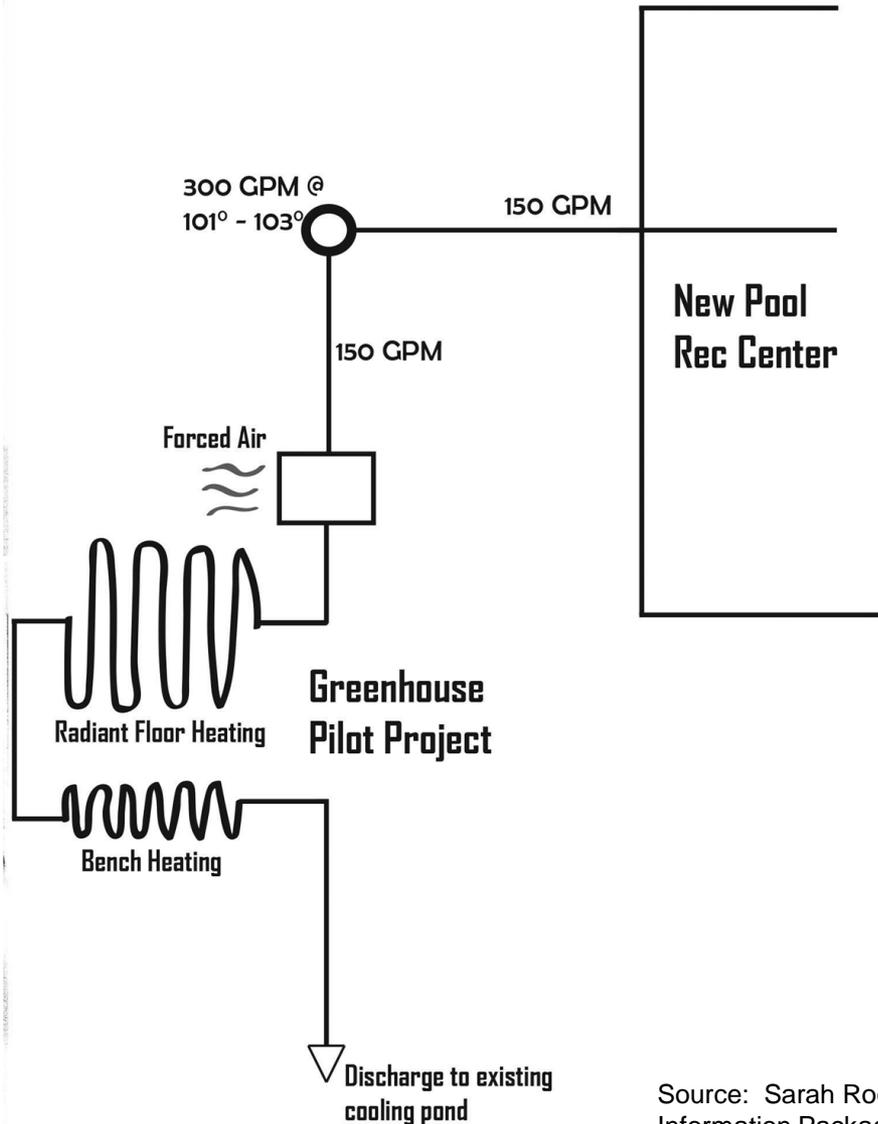 300 GPM @
101° - 103°
150 GPM
New Pool
Rec Center
150 GPM
Forced Air
Radiant Floor Heating
Greenhouse
Pilot Project
Bench Heating
Discharge to existing
cooling pond
Source: Sarah
Information